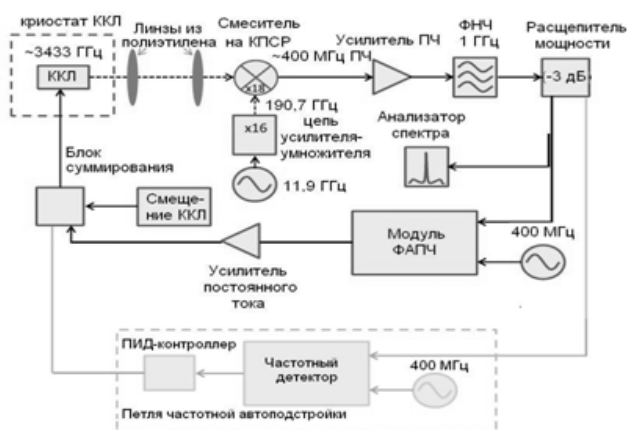 криостат ККЛ
~3433 ГГц
ККЛ
Линзы из
полиэтилена
Смеситель
на КПСР
x18
~400 МГц ПЧ
Усилитель ПЧ
ФНЧ
1 ГГц
Расщепитель
мощности
-3 дБ
190,7 ГГц
цепь
усилителя-
умножителя
x16
11,9 ГГц
Анализатор
спектра
Блок
суммирования
Смещение
ККЛ
Модуль
ФАПЧ
400 МГц
Усилитель
постоянного
тока
ПИД-контроллер
Частотный
детектор
400 МГц
Петля частотной автоподстройки